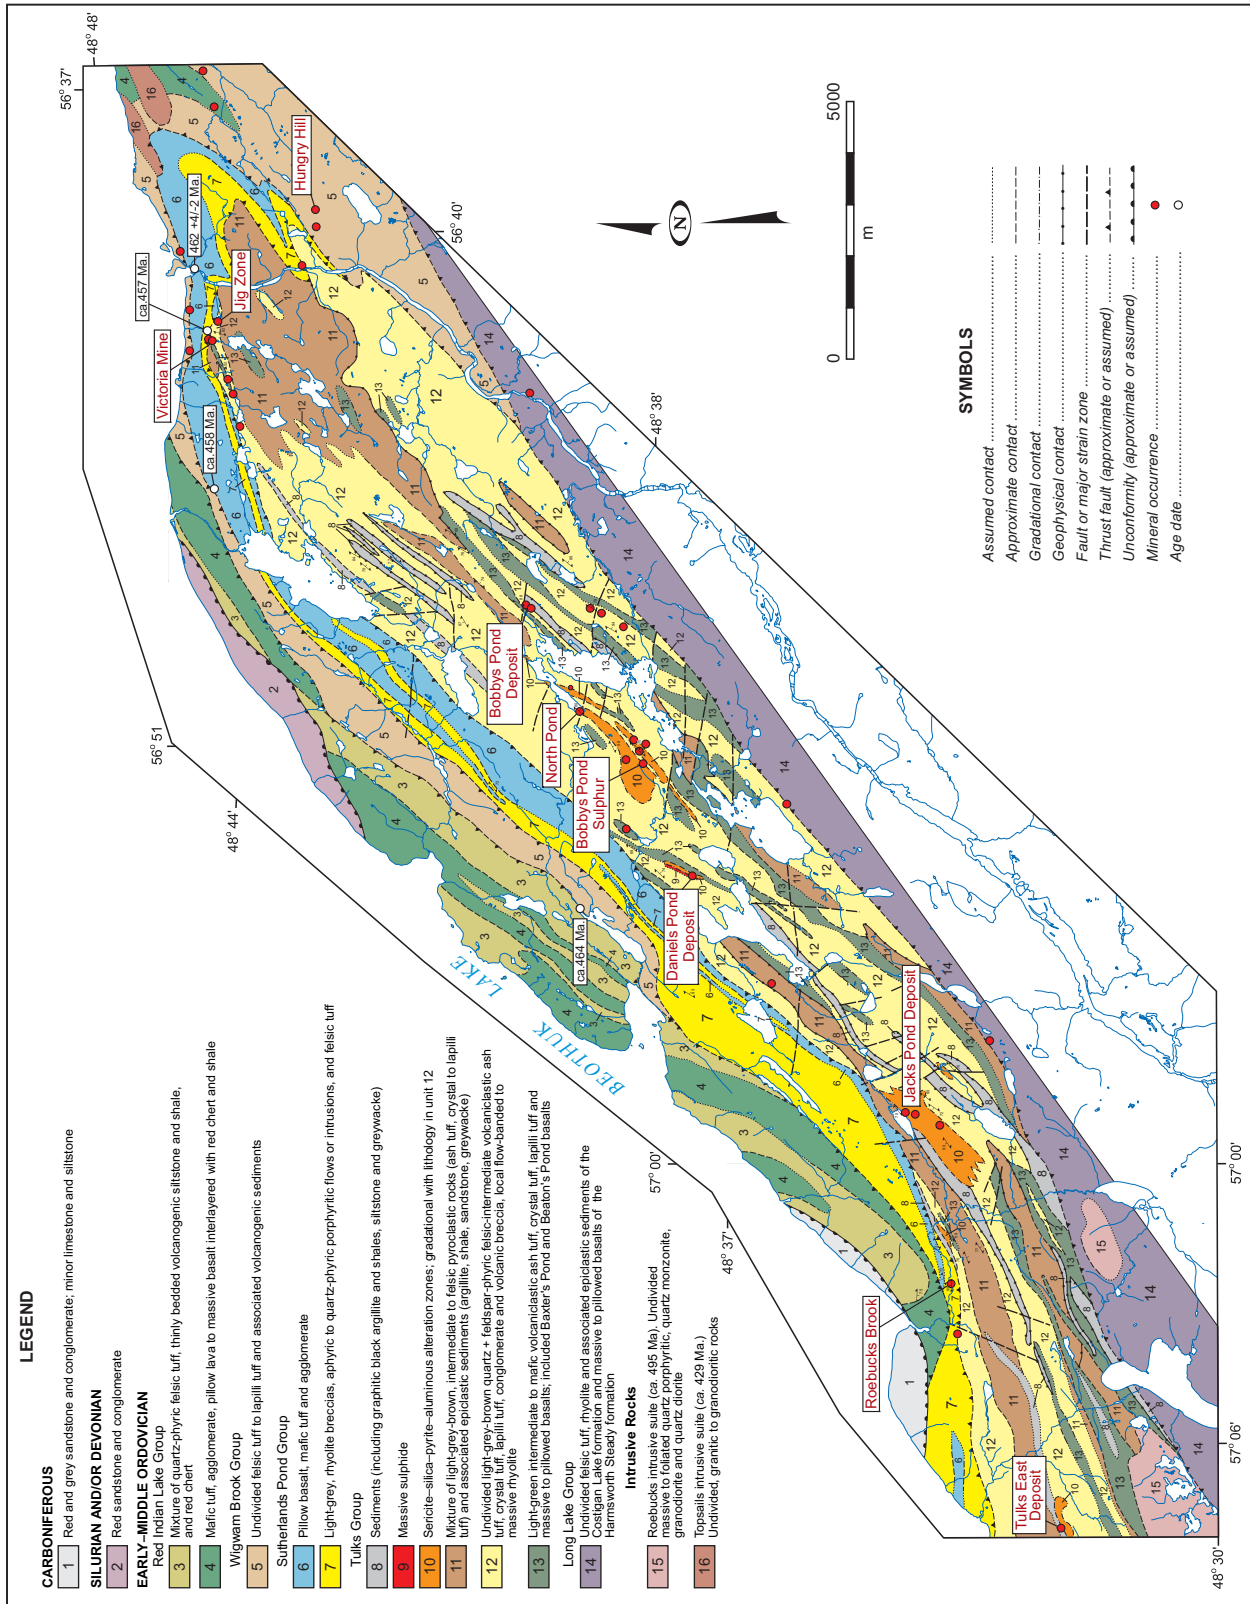 LEGEND
CARBONIFEROUS
1 Red and grey sandstone and conglomerate; minor limestone and siltstone
SILURIAN AND/OR DEVONIAN
2 Red sandstone and conglomerate
EARLY–MIDDLE ORDOVICIAN
Red Indian Lake Group
3 Mixture of quartz-phyric felsic tuff, thinly bedded volcanogenic siltstone and shale,
and red chert
4 Mafic tuff, agglomerate, pillow lava to massive basalt interlayered with red chert and shale
Wigwam Brook Group
5 Undivided felsic tuff to lapilli tuff and associated volcanogenic sediments
Sutherlands Pond Group
6 Pillow basalt, mafic tuff and agglomerate
7 Light-grey, rhyolite breccias, aphyric to quartz-phyric porphyritic flows or intrusions, and felsic tuff
Tulks Group
8 Sediments (including graphitic black argillite and shales, siltstone and greywacke)
9 Massive sulphide
10 Sericite–silica–pyrite–aluminous alteration zones; gradational with lithology in unit 12
11 Mixture of light-grey-brown, intermediate to felsic pyroclastic rocks (ash tuff, crystal to lapilli
tuff) and associated epiclastic sediments (argillite, shale, sandstone, greywacke)
12 Undivided light-grey-brown quartz + feldspar-phyric felsic-intermediate volcaniclastic ash
tuff, crystal tuff, lapilli tuff, conglomerate and volcanic breccia, local flow-banded to
massive rhyolite
13 Light-green intermediate to mafic volcaniclastic ash tuff, crystal tuff, lapilli tuff and
massive to pillowed basalts; included Baxter's Pond and Beaton's Pond basalts
Long Lake Group
14 Undivided felsic tuff, rhyolite and associated epiclastic sediments of the
Costigan Lake formation and massive to pillowed basalts of the
Harmsworth Steady formation
Intrusive Rocks
15 Roebucks intrusive suite (ca. 495 Ma). Undivided
massive to foliated quartz porphyritic, quartz monzonite,
granodiorite and quartz diorite
16 Topsails intrusive suite (ca. 429 Ma.)
Undivided, granitic to granodioritic rocks
SYMBOLS
Assumed contact
Approximate contact
Gradational contact
Geophysical contact
Fault or major strain zone
Thrust fault (approximate or assumed)
Unconformity (approximate or assumed)
Mineral occurrence
Age date
0 5000
m
N
BEOTHUK
LAKE
48° 48'
56° 37'
56° 40'
48° 38'
56° 51
48° 44'
57° 00'
48° 37'
57° 00'
57° 06'
48° 30'
Hungry Hill
462 +4/-2 Ma.
ca.457 Ma.
Jig Zone
Victoria Mine
ca.458 Ma.
Bobbys Pond
Deposit
North Pond
Bobbys Pond
Sulphur
ca.464 Ma.
Daniels Pond
Deposit
Jacks Pond Deposit
Roebucks Brook
Tulks East
Deposit